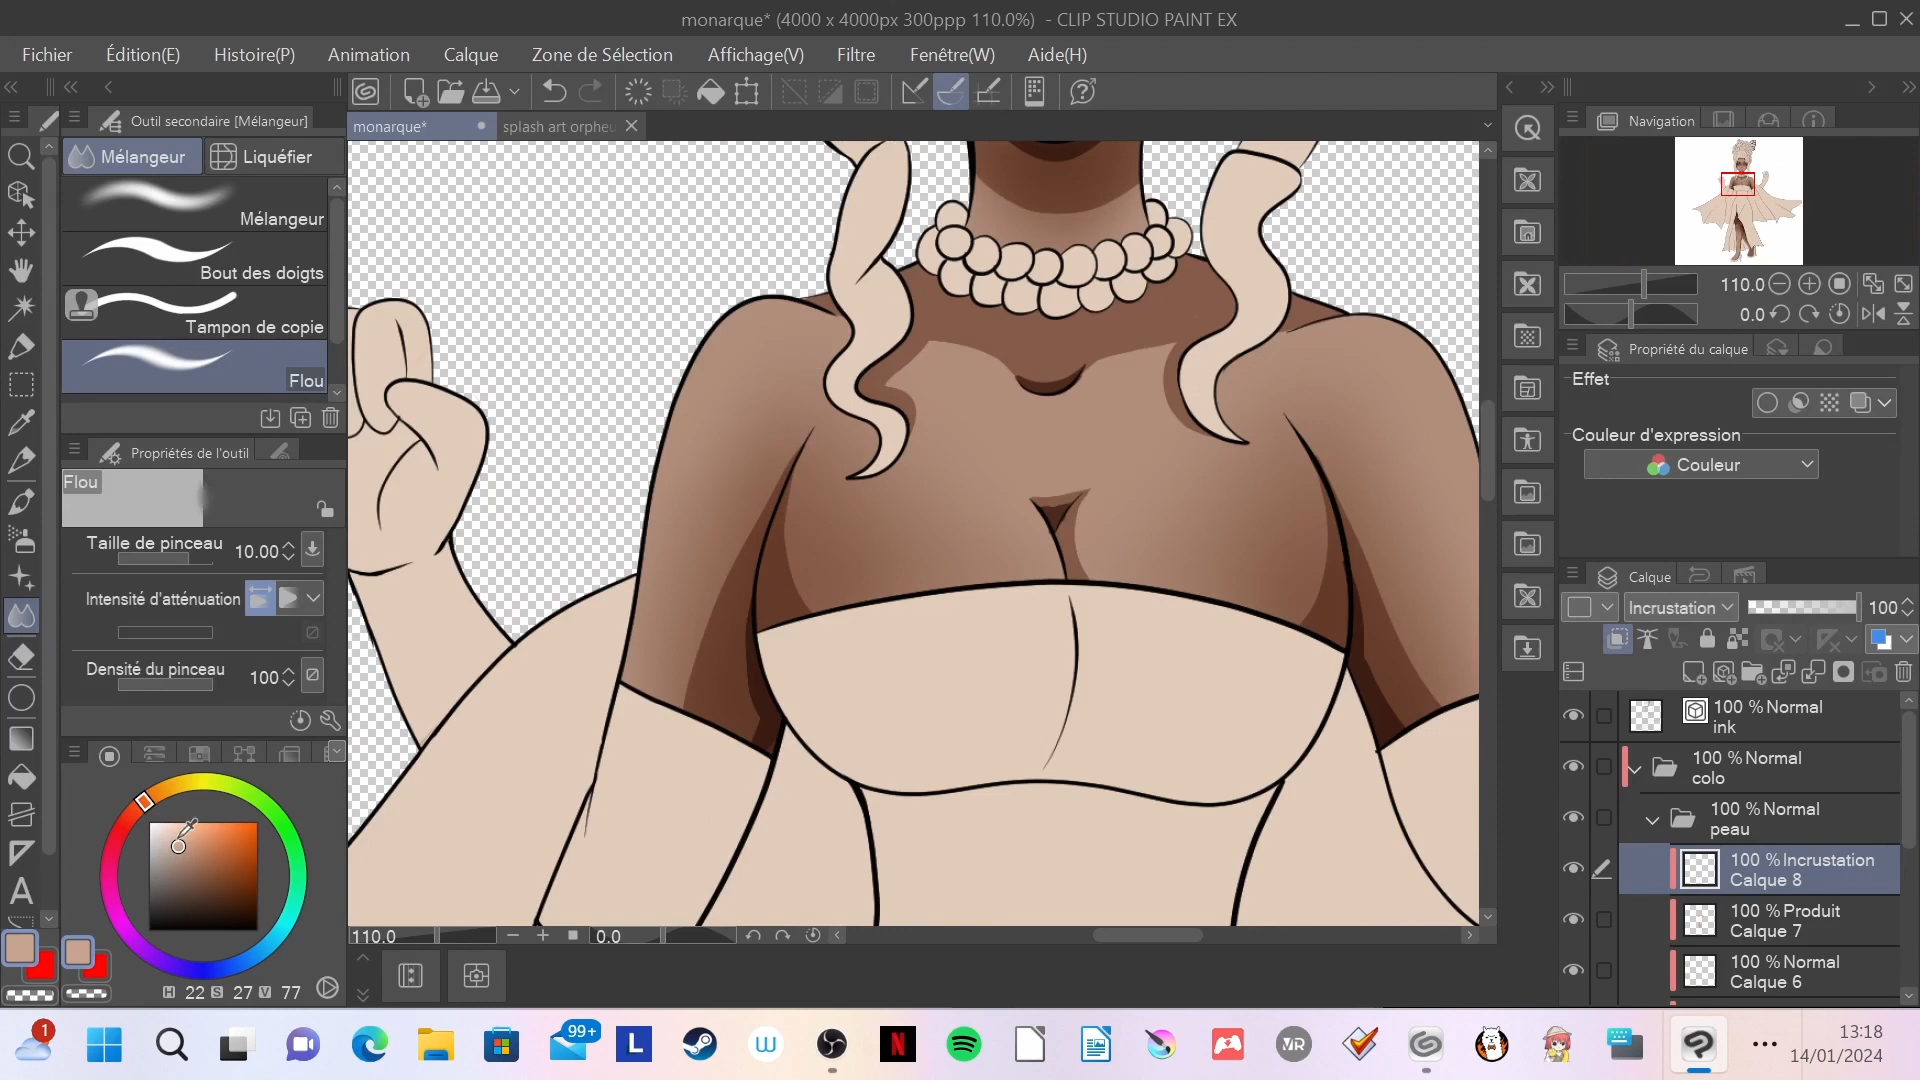 monarque* (4000 x 4000px 300ppp 110.0%)  - CLIP STUDIO PAINT EX
Fichier Édition(E) Histoire(P) Animation Calque Zone de Sélection Affichage(V) Filtre Fenêtre(W) Aide(H)
Outil secondaire [Mélangeur]
monarque*
splash art orpheu
Navigation
Mélangeur
Liquéfier
Mélangeur
Bout des doigts
Tampon de copie
Flou
110.0
0.0
Propriété du calque
Effet
Couleur d'expression
Couleur
Propriétés de l'outil
Flou
Taille de pinceau 10.00
Intensité d'atténuation
Densité du pinceau 100
Calque
Incrustation 100
100 %Normal
ink
100 %Normal
colo
100 %Normal
peau
100 %Incrustation
Calque 8
100 %Produit
Calque 7
100 %Normal
Calque 6
A
110.0
0.0
H 22 S 27 V 77
1
99+
L
W
N
VR
13:18
14/01/2024